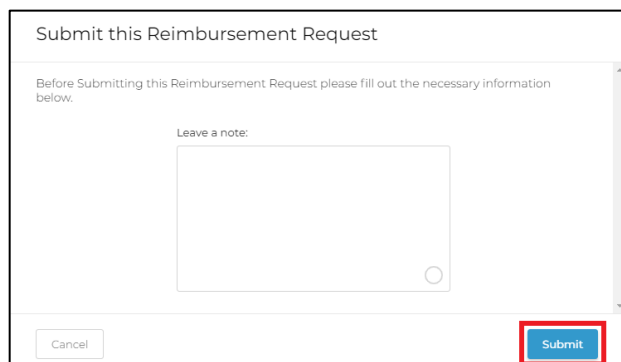 Submit this Reimbursement Request
Before Submitting this Reimbursement Request please fill out the necessary information
below.
Leave a note:
Cancel
Submit